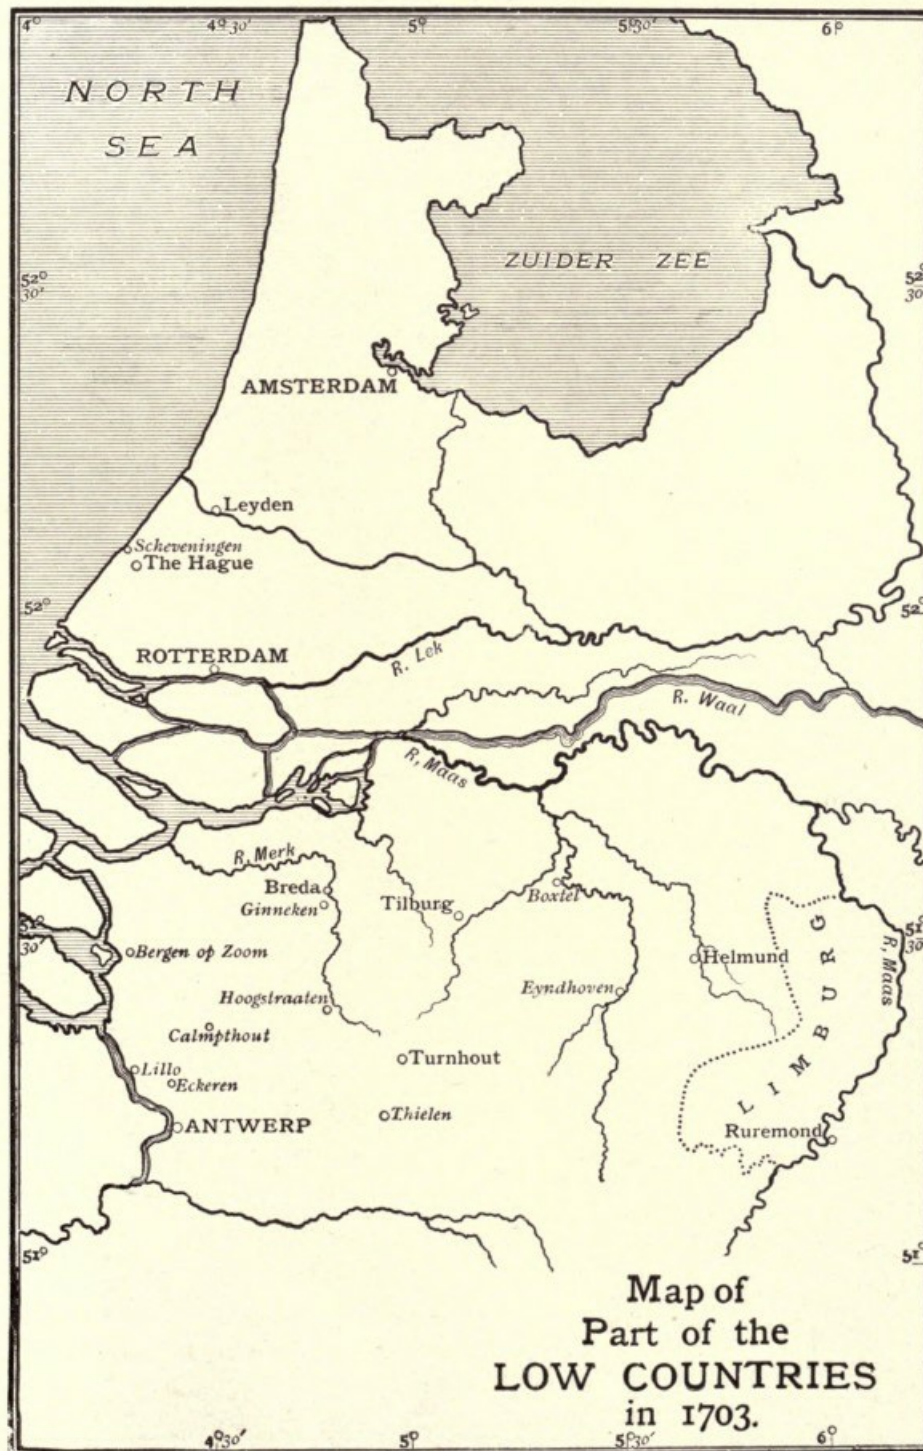 4°
4°30'
5°
5°30'
6°
NORTH
SEA
ZUIDER ZEE
52°
30'
52°
30'
AMSTERDAM
Leyden
Scheveningen
The Hague
52°
52°
ROTTERDAM
R. Lek
R. Waal
R, Maas
R. Merk
Breda
Ginneken
Tilburg
Boxtel
51°
30'
51°
30'
Bergen op Zoom
Helmund
R, Maas
LIMBURG
Hoogstraaten
Eyndhoven
Calmpthout
Turnhout
Lillo
Eckeren
ANTWERP
Thielen
Ruremond
51°
51°
Map of
Part of the
LOW COUNTRIES
in 1703.
4°30'
5°
5°30'
6°